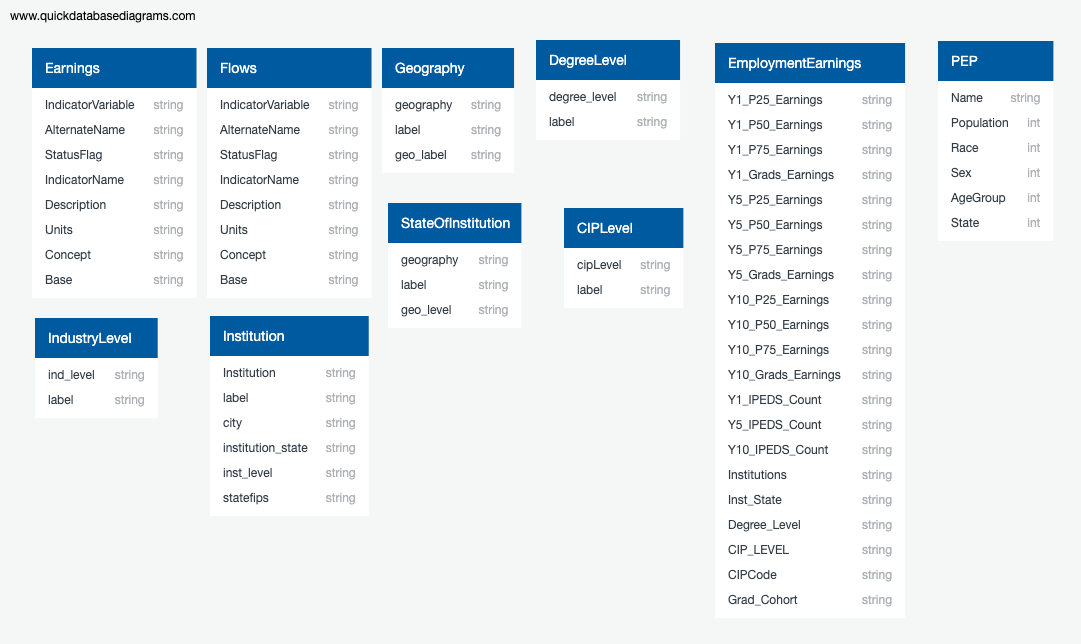 www.quickdatabasediagrams.com
Earnings
IndicatorVariable string
AlternateName string
StatusFlag string
IndicatorName string
Description string
Units string
Concept string
Base string
Flows
IndicatorVariable string
AlternateName string
StatusFlag string
IndicatorName string
Description string
Units string
Concept string
Base string
Geography
geography string
label string
geo_label string
DegreeLevel
degree_level string
label string
EmploymentEarnings
Y1_P25_Earnings string
Y1_P50_Earnings string
Y1_P75_Earnings string
Y1_Grads_Earnings string
Y5_P25_Earnings string
Y5_P50_Earnings string
Y5_P75_Earnings string
Y5_Grads_Earnings string
Y10_P25_Earnings string
Y10_P50_Earnings string
Y10_P75_Earnings string
Y10_Grads_Earnings string
Y1_IPEDS_Count string
Y5_IPEDS_Count string
Y10_IPEDS_Count string
Institutions string
Inst_State string
Degree_Level string
CIP_LEVEL string
CIPCode string
Grad_Cohort string
PEP
Name string
Population int
Race int
Sex int
AgeGroup int
State int
StateOfInstitution
geography string
label string
geo_level string
CIPLevel
cipLevel string
label string
IndustryLevel
ind_level string
label string
Institution
Institution string
label string
city string
institution_state string
inst_level string
statefips string